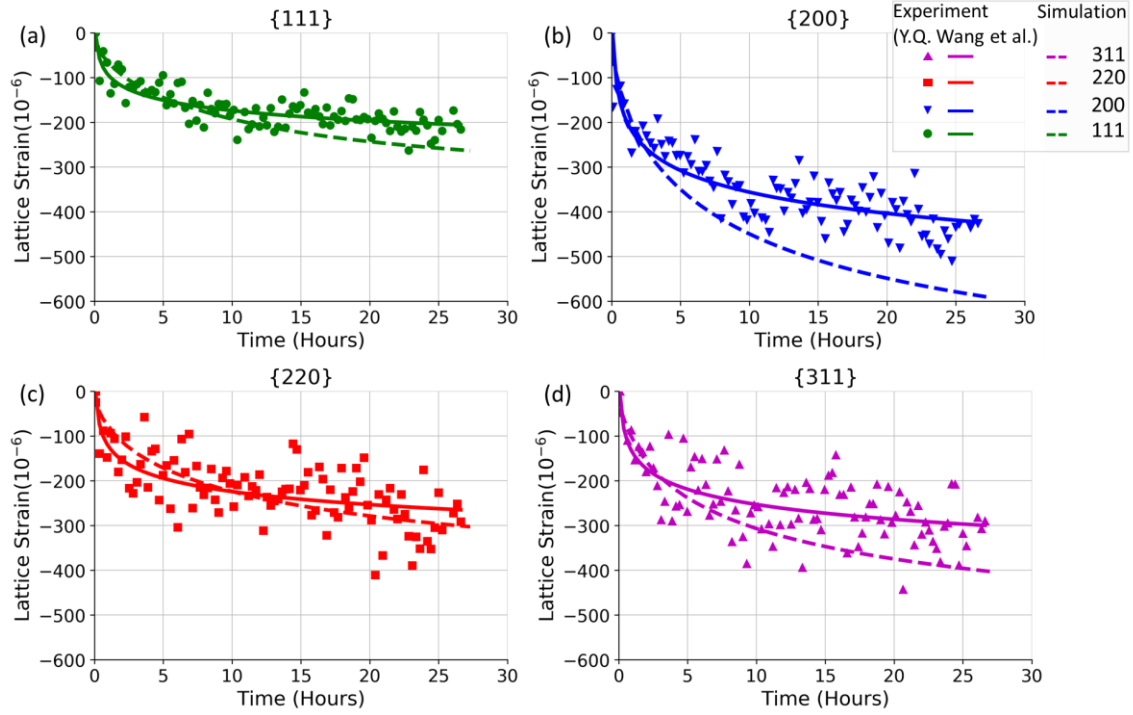 (a)
{111}
0
−100
−200
−300
−400
−500
−600
Lattice Strain(10⁻⁶)
0 5 10 15 20 25 30
Time (Hours)
(b)
{200}
0
−100
−200
−300
−400
−500
−600
Lattice Strain(10⁻⁶)
0 5 10 15 20 25 30
Time (Hours)
Experiment Simulation
(Y.Q. Wang et al.)
311
220
200
111
(c)
{220}
0
−100
−200
−300
−400
−500
−600
Lattice Strain(10⁻⁶)
0 5 10 15 20 25 30
Time (Hours)
(d)
{311}
0
−100
−200
−300
−400
−500
−600
Lattice Strain(10⁻⁶)
0 5 10 15 20 25 30
Time (Hours)